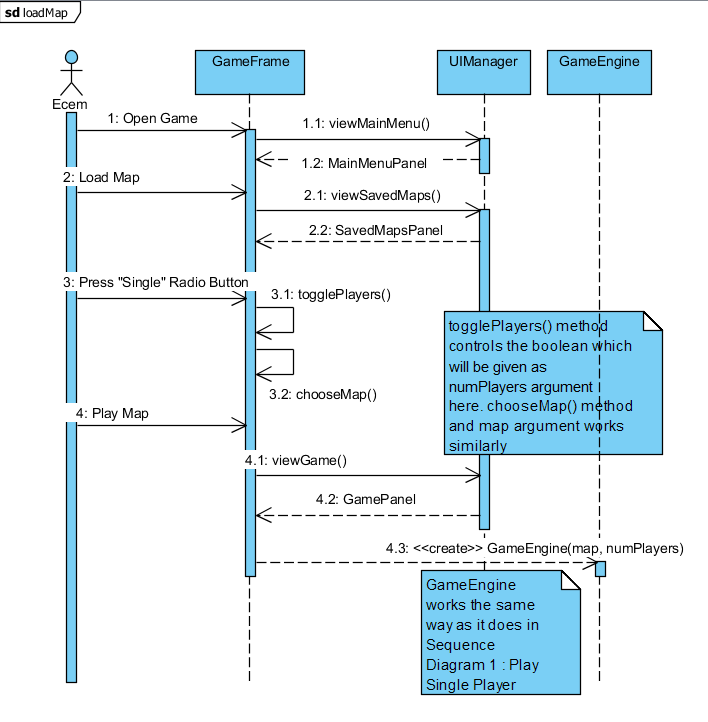 sd loadMap
GameFrame
UIManager
GameEngine
Ecem
1: Open Game
1.1: viewMainMenu()
1.2: MainMenuPanel
2: Load Map
2.1: viewSavedMaps()
2.2: SavedMapsPanel
3: Press "Single" Radio Button
3.1: togglePlayers()
3.2: chooseMap()
togglePlayers() method
controls the boolean which
will be given as
numPlayers argument
here. chooseMap() method
and map argument works
similarly
4: Play Map
4.1: viewGame()
4.2: GamePanel
4.3: <<create>> GameEngine(map, numPlayers)
GameEngine
works the same
way as it does in
Sequence
Diagram 1 : Play
Single Player